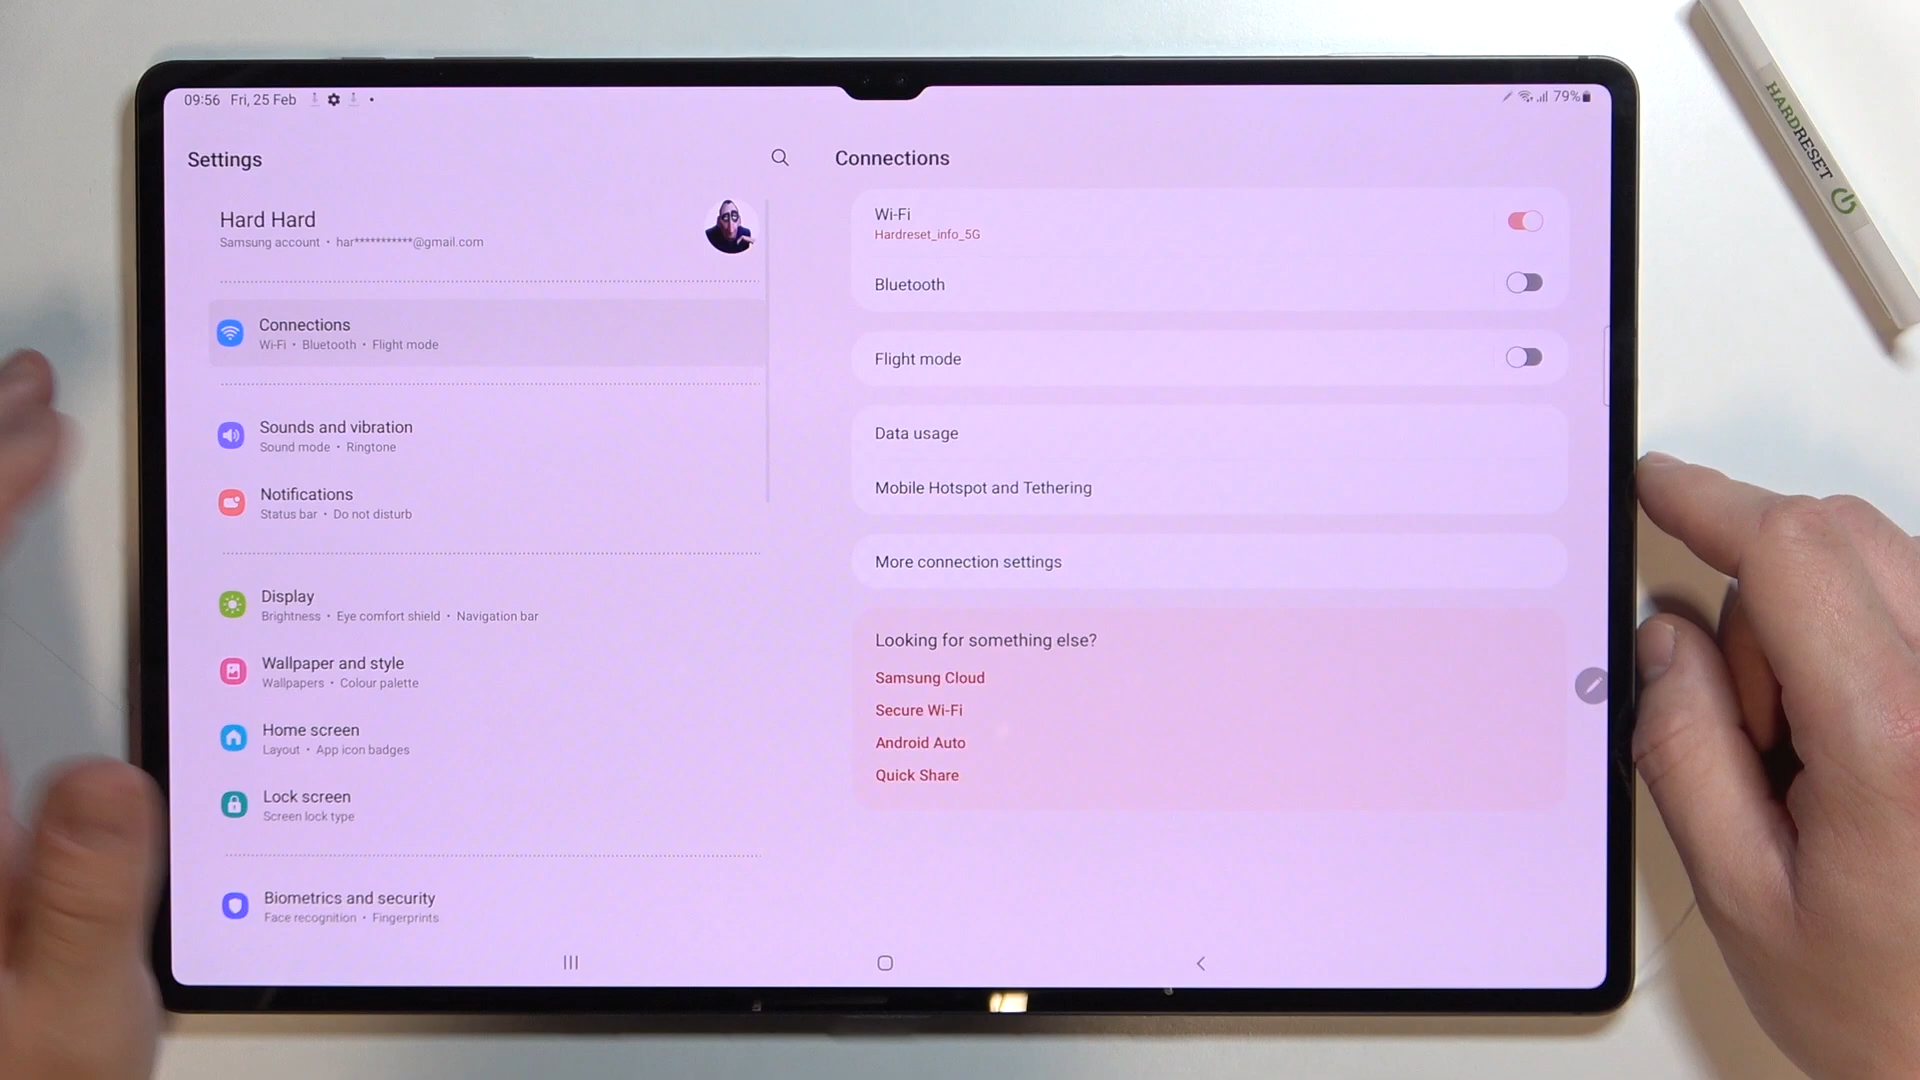 09:56 Fri, 25 Feb
79%
Settings
Hard Hard
Samsung account • har***********@gmail.com
Connections
Wi-Fi • Bluetooth • Flight mode
Sounds and vibration
Sound mode • Ringtone
Notifications
Status bar • Do not disturb
Display
Brightness • Eye comfort shield • Navigation bar
Wallpaper and style
Wallpapers • Colour palette
Home screen
Layout • App icon badges
Lock screen
Screen lock type
Biometrics and security
Face recognition • Fingerprints
Connections
Wi-Fi
Hardreset_info_5G
Bluetooth
Flight mode
Data usage
Mobile Hotspot and Tethering
More connection settings
Looking for something else?
Samsung Cloud
Secure Wi-Fi
Android Auto
Quick Share
HARDRESET